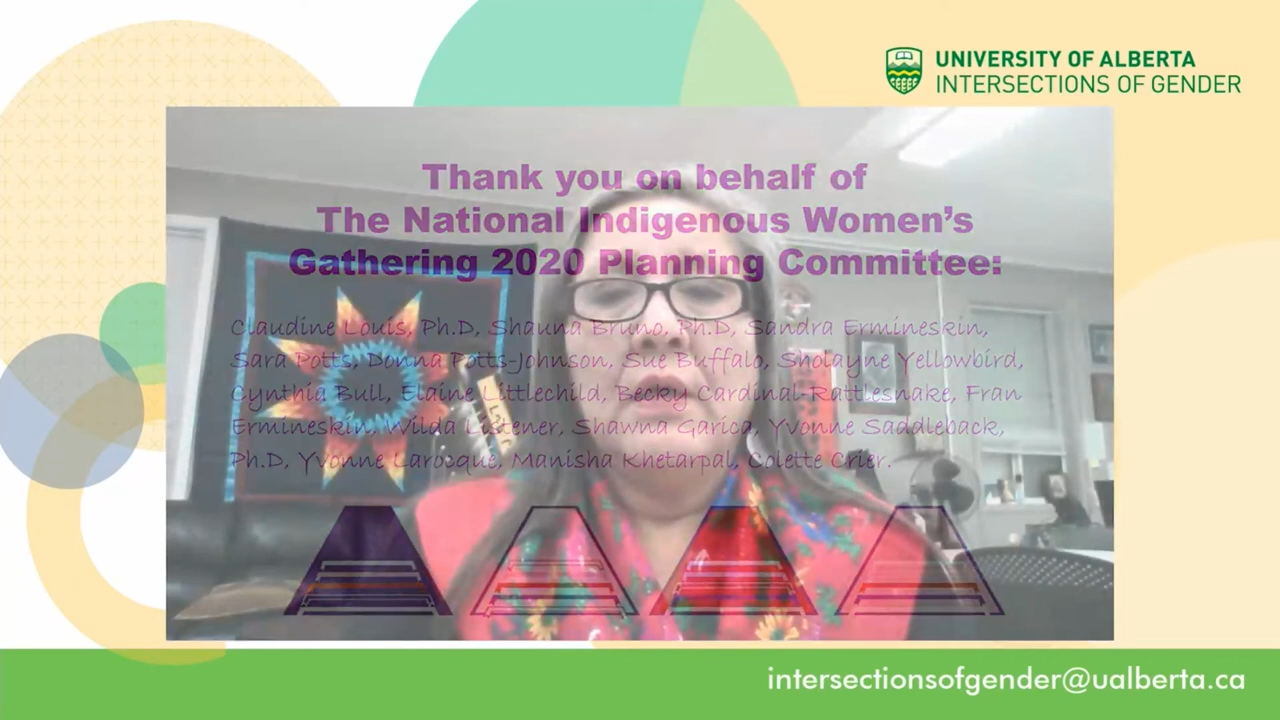 UNIVERSITY OF ALBERTA
INTERSECTIONS OF GENDER
Thank you on behalf of
The National Indigenous Women's
Gathering 2020 Planning Committee:
Claudine Louis, Ph.D, Shauna Bruno, Ph.D, Sandra Ermineskin,
Sara Potts, Donna Potts-Johnson, Sue Buffalo, Sholayne Yellowbird,
Cynthia Bull, Elaine Littlechild, Becky Cardinal-Rattlesnake, Fran
Ermineskin, Wilda Listener, Shawna Garica, Yvonne Saddleback,
Ph.D, Yvonne Larocque, Manisha Khetarpal, Colette Crier.
intersectionsofgender@ualberta.ca